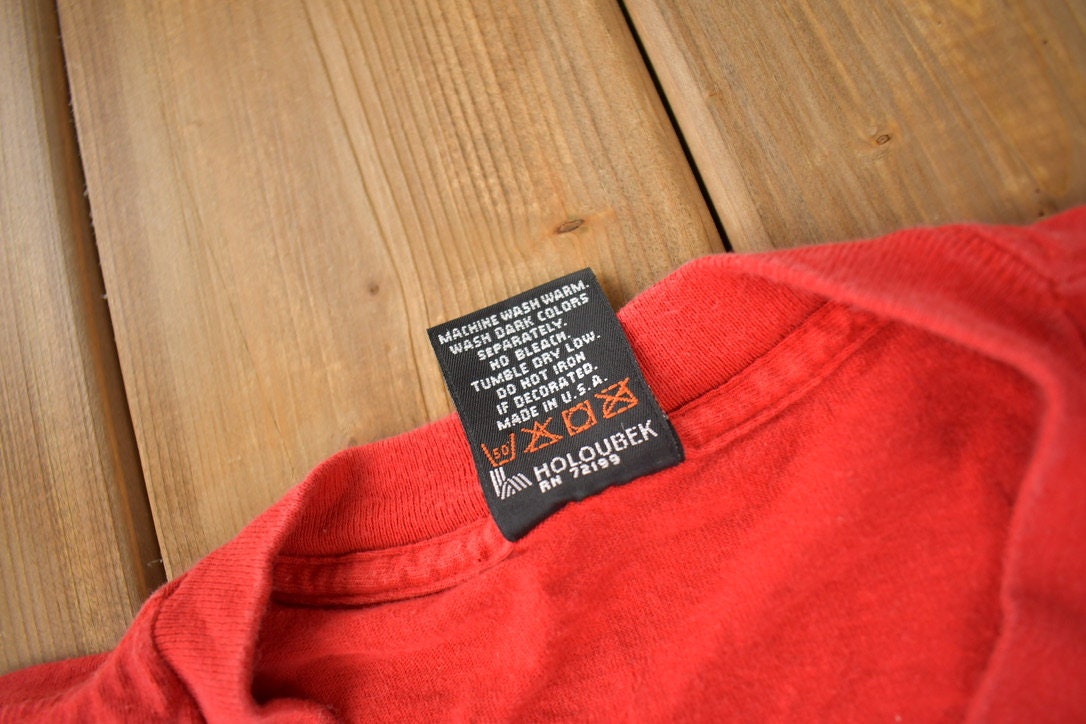 MACHINE WASH WARM.
WASH DARK COLORS
SEPARATELY.
NO BLEACH.
TUMBLE DRY LOW.
DO NOT IRON
IF DECORATED.
MADE IN U.S.A.
50
HOLOUBEK
RN 72199